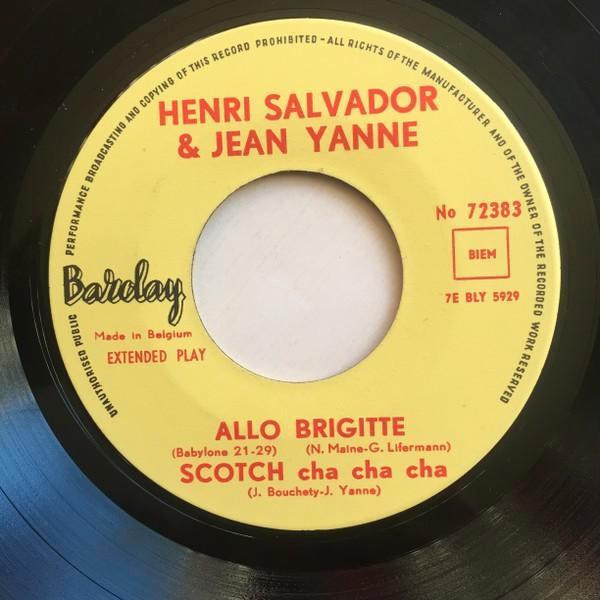 UNAUTHORISED PUBLIC PERFORMANCE BROADCASTING AND COPYING OF THIS RECORD PROHIBITED - ALL RIGHTS OF THE MANUFACTURER AND OF THE OWNER OF THE RECORDED WORK RESERVED
HENRI SALVADOR
& JEAN YANNE
No 72383
BIEM
7E BLY 5929
Barclay
Made in Belgium
EXTENDED PLAY
ALLO BRIGITTE
(Babylone 21-29) (N. Maine-G. Lifermann)
SCOTCH cha cha cha
(J. Bouchety-J. Yanne)